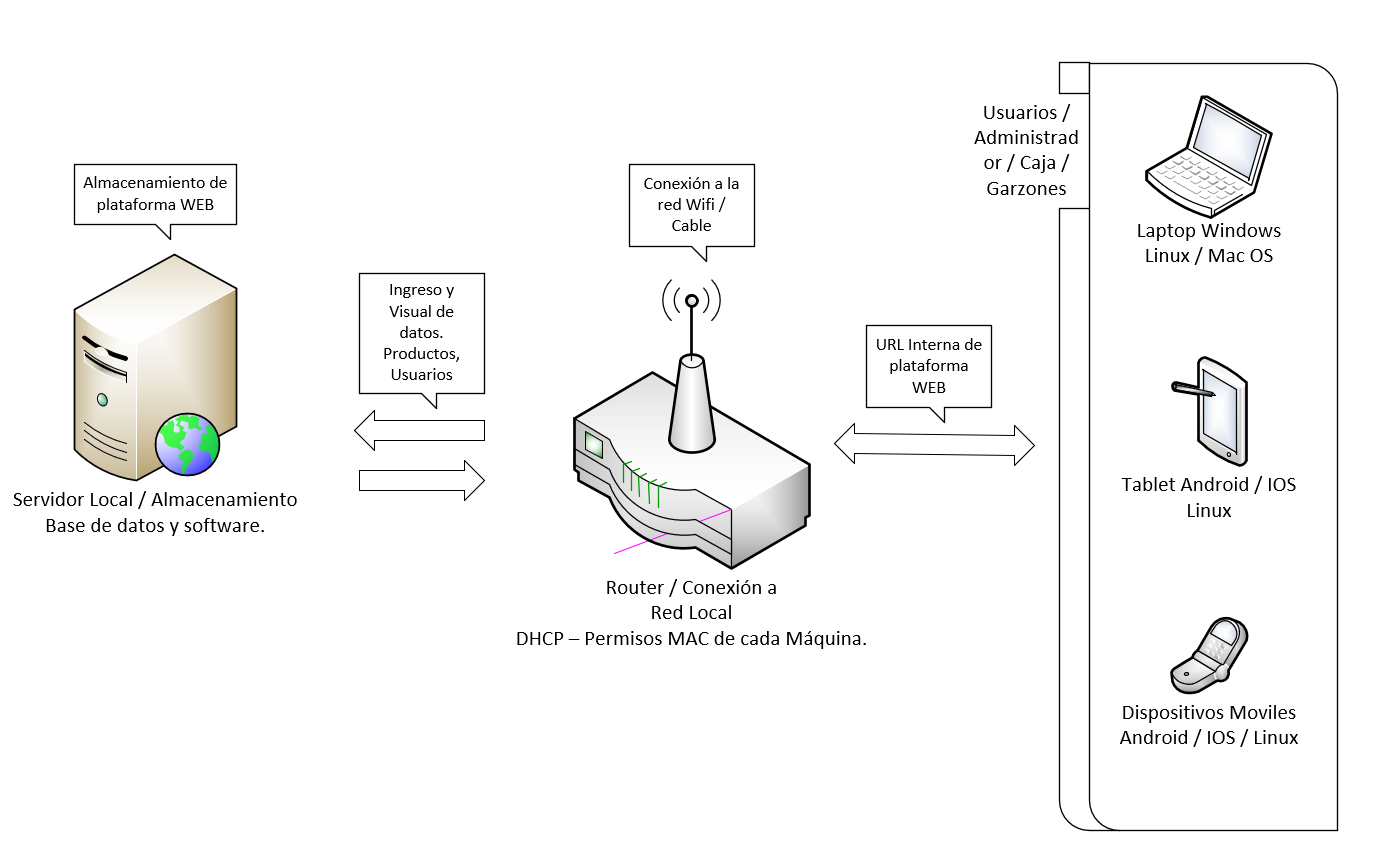 Almacenamiento de
plataforma WEB
Servidor Local / Almacenamiento
Base de datos y software.
Ingreso y
Visual de
datos.
Productos,
Usuarios
Conexión a la
red Wifi /
Cable
Router / Conexión a
Red Local
DHCP – Permisos MAC de cada Máquina.
URL Interna de
plataforma
WEB
Usuarios /
Administrad
or / Caja /
Garzones
Laptop Windows
Linux / Mac OS
Tablet Android / IOS
Linux
Dispositivos Moviles
Android / IOS / Linux